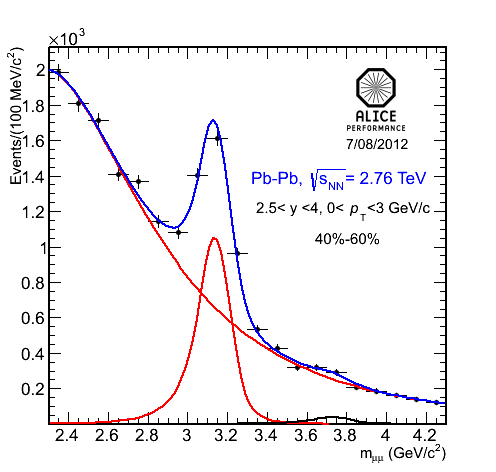 ×10³
Events/(100 MeV/c²)
2
1.8
1.6
1.4
1.2
1
0.8
0.6
0.4
0.2
ALICE
PERFORMANCE
7/08/2012
Pb-Pb, √sNN = 2.76 TeV
2.5< y <4, 0< pT <3 GeV/c
40%-60%
2.4 2.6 2.8 3 3.2 3.4 3.6 3.8 4 4.2
mμμ (GeV/c²)